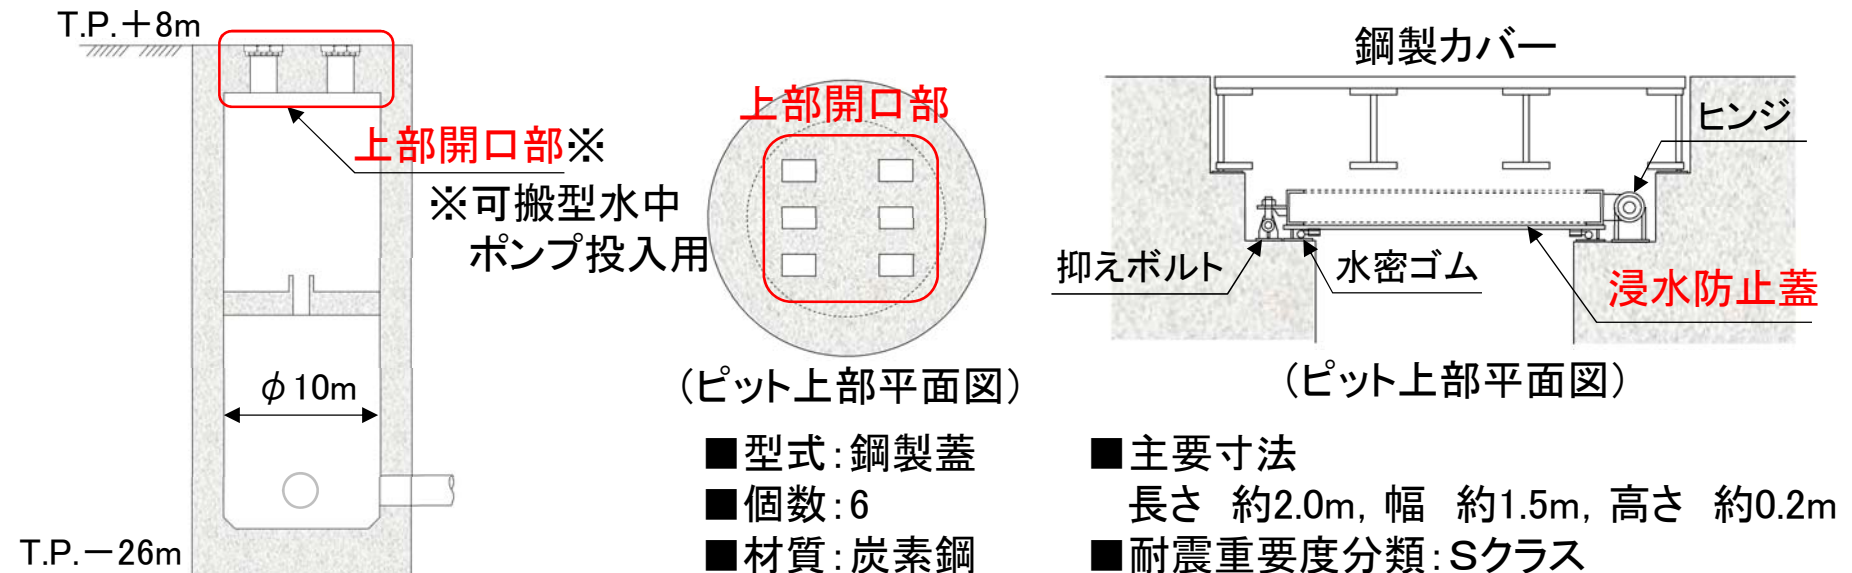 T.P.＋8m
上部開口部※
※可搬型水中
ポンプ投入用
φ10m
T.P.－26m
上部開口部
（ピット上部平面図）
■型式：鋼製蓋
■個数：6
■材質：炭素鋼
鋼製カバー
ヒンジ
抑えボルト
水密ゴム
浸水防止蓋
（ピット上部平面図）
■主要寸法
長さ　約2.0m，幅　約1.5m，高さ　約0.2m
■耐震重要度分類：Sクラス